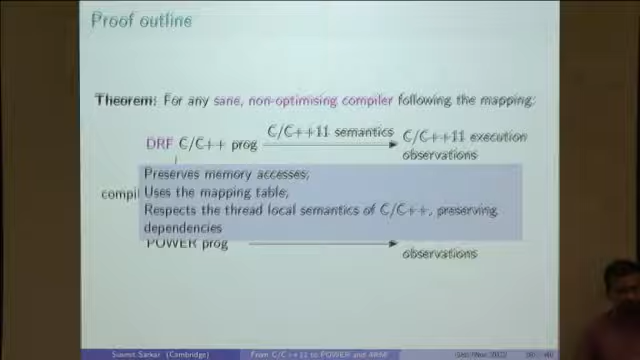 Proof outline
Theorem: For any sane, non-optimising compiler following the mapping:
C/C++11 semantics
DRF C/C++ prog
C/C++11 execution
observations
Preserves memory accesses,
compil
Uses the mapping table,
Respects the thread local semantics of C/C++, preserving
dependencies
POWER prog
observations
Susmit Sarkar (Cambridge)
From C/C++11 to POWER and ARM